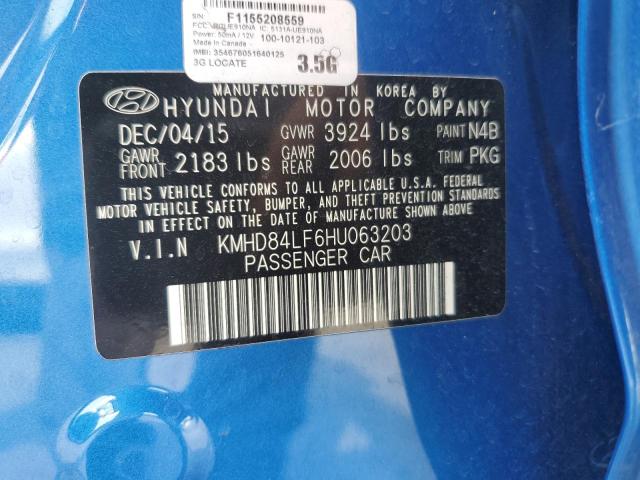 S/N: F1155208559
IC: 5131A-UE910NA
Power: 50mA / 12V 100-10121-103
Made in Canada
IMEI: 354676051640125
3G LOCATE 3.5G
MANUFACTURED IN KOREA BY
HYUNDAI MOTOR COMPANY
DEC/04/15 GVWR 3924 lbs PAINT N4B
GAWR FRONT 2183 lbs GAWR REAR 2006 lbs TRIM PKG
THIS VEHICLE CONFORMS TO ALL APPLICABLE U.S.A. FEDERAL
MOTOR VEHICLE SAFETY, BUMPER, AND THEFT PREVENTION STANDARDS
IN EFFECT ON THE DATE OF MANUFACTURE SHOWN ABOVE
V.I.N KMHD84LF6HU063203
PASSENGER CAR